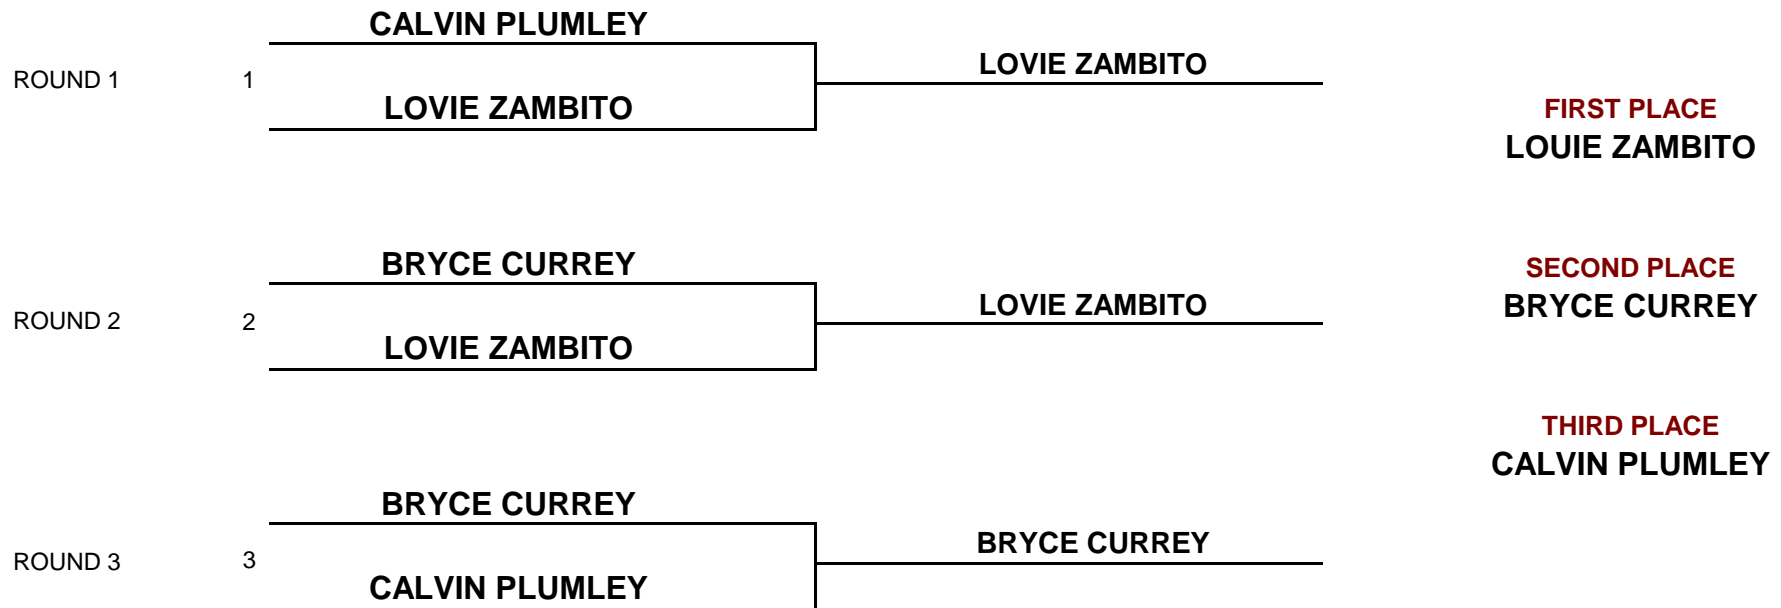 CALVIN PLUMLEY
ROUND 1
1
LOVIE ZAMBITO
LOVIE ZAMBITO
FIRST PLACE
LOUIE ZAMBITO
BRYCE CURREY
ROUND 2
2
LOVIE ZAMBITO
LOVIE ZAMBITO
SECOND PLACE
BRYCE CURREY
THIRD PLACE
CALVIN PLUMLEY
BRYCE CURREY
ROUND 3
3
BRYCE CURREY
CALVIN PLUMLEY